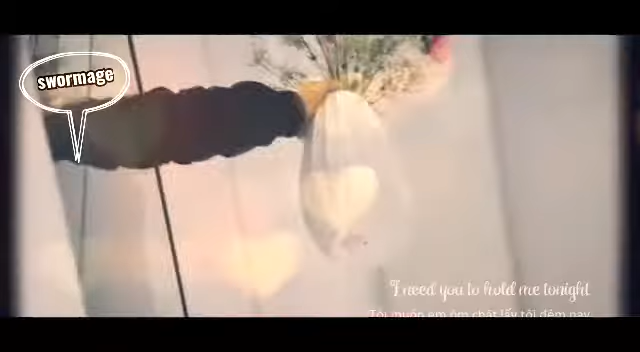 swormage
I need you to hold me tonight
Tôi muốn em ôm chặt lấy tôi đêm nay